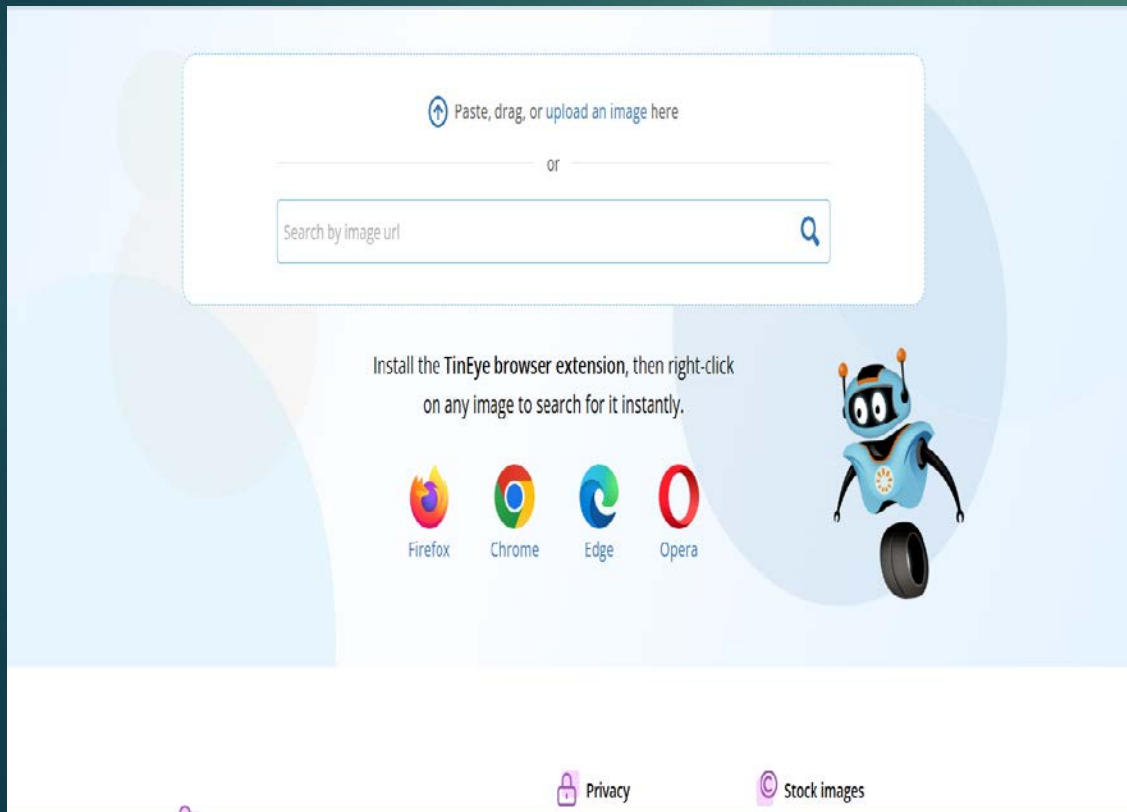 Paste, drag, or upload an image here
or
Search by image url
Install the TinEye browser extension, then right-click
on any image to search for it instantly.
Firefox Chrome Edge Opera
Privacy Stock images